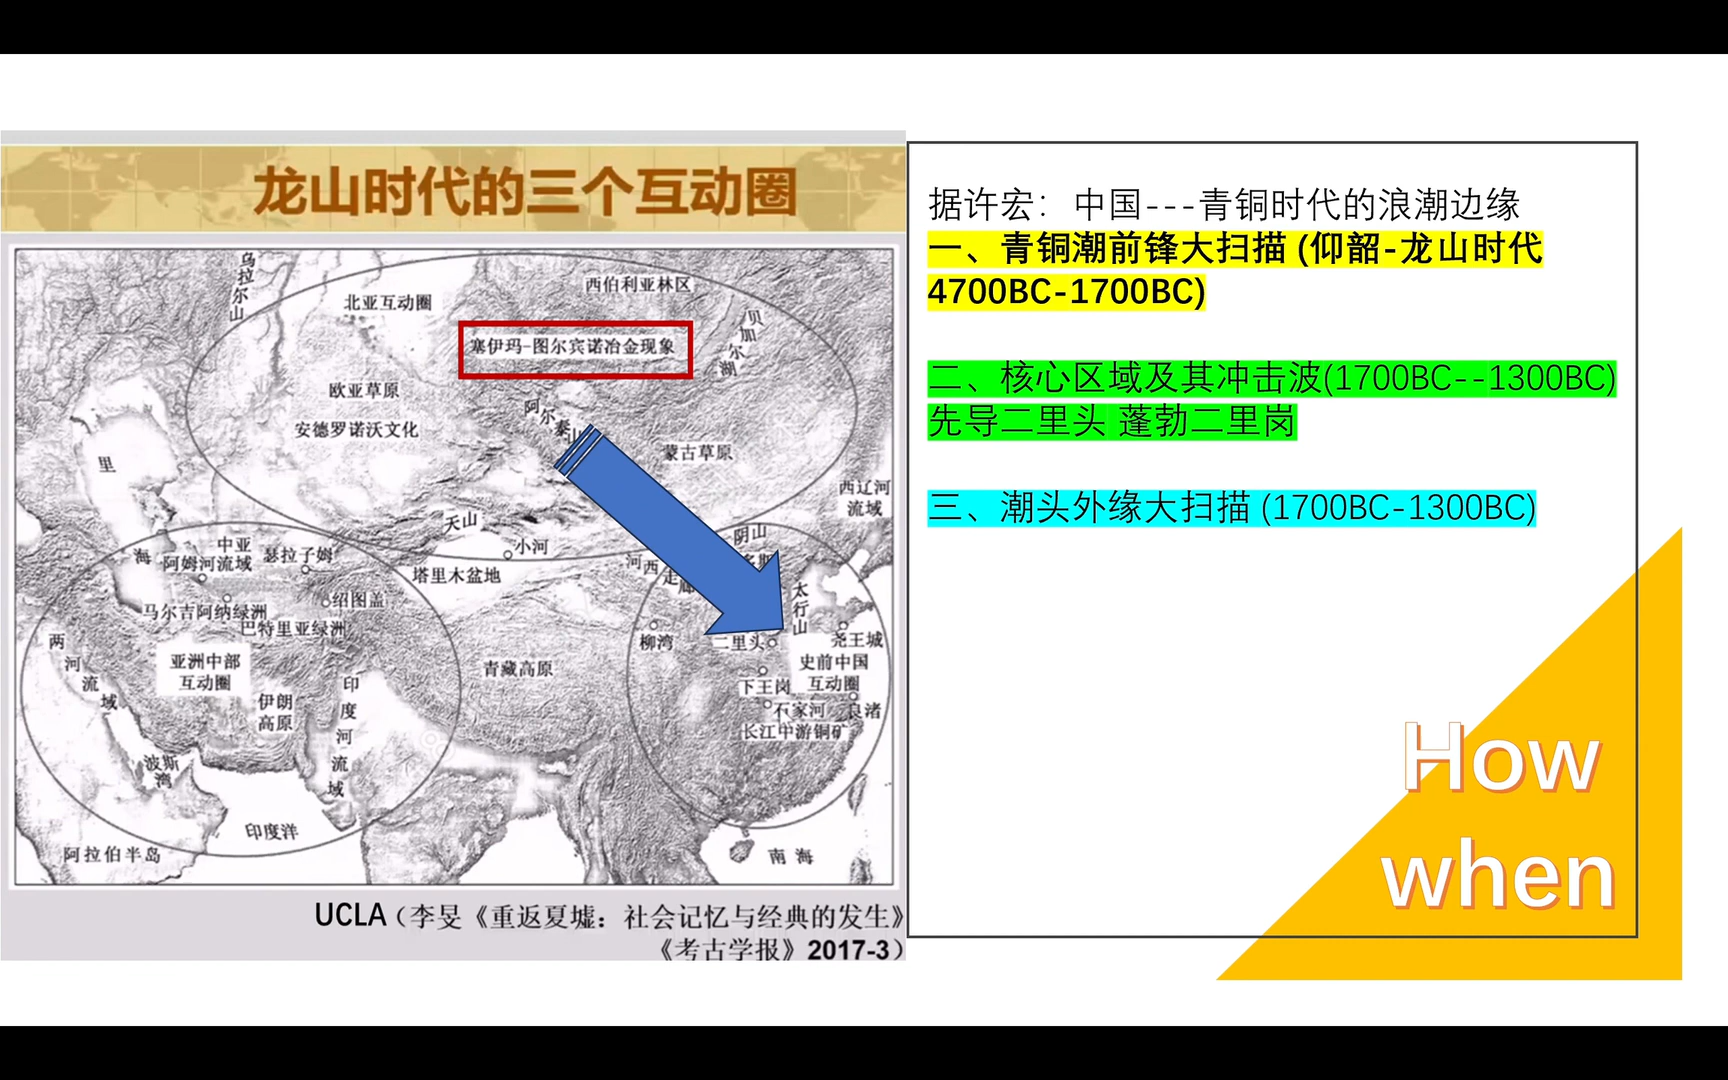 龙山时代的三个互动圈
乌拉尔山
西伯利亚林区
北亚互动圈
贝加尔湖
塞伊玛-图尔宾诺冶金现象
欧亚草原
阿尔泰山
安德罗诺沃文化
蒙古草原
里
西辽河
流域
天山
阴山
小河
海
中亚
阿姆河流域
瑟拉子姆
塔里木盆地
河西走廊
太行山
绍图盖
马尔吉阿纳绿洲
巴特里亚绿洲
两河流域
柳湾
二里头
尧王城
亚洲中部
互动圈
青藏高原
史前中国
互动圈
印度河流域
伊朗
高原
下王岗
石家河
良渚
长江中游铜矿
波斯湾
印度洋
阿拉伯半岛
南海
UCLA（李旻《重返夏墟：社会记忆与经典的发生》
《考古学报》2017-3）
据许宏： 中国---青铜时代的浪潮边缘
一、青铜潮前锋大扫描 (仰韶-龙山时代
4700BC-1700BC)
二、核心区域及其冲击波(1700BC--1300BC)
先导二里头 蓬勃二里岗
三、潮头外缘大扫描 (1700BC-1300BC)
How
when